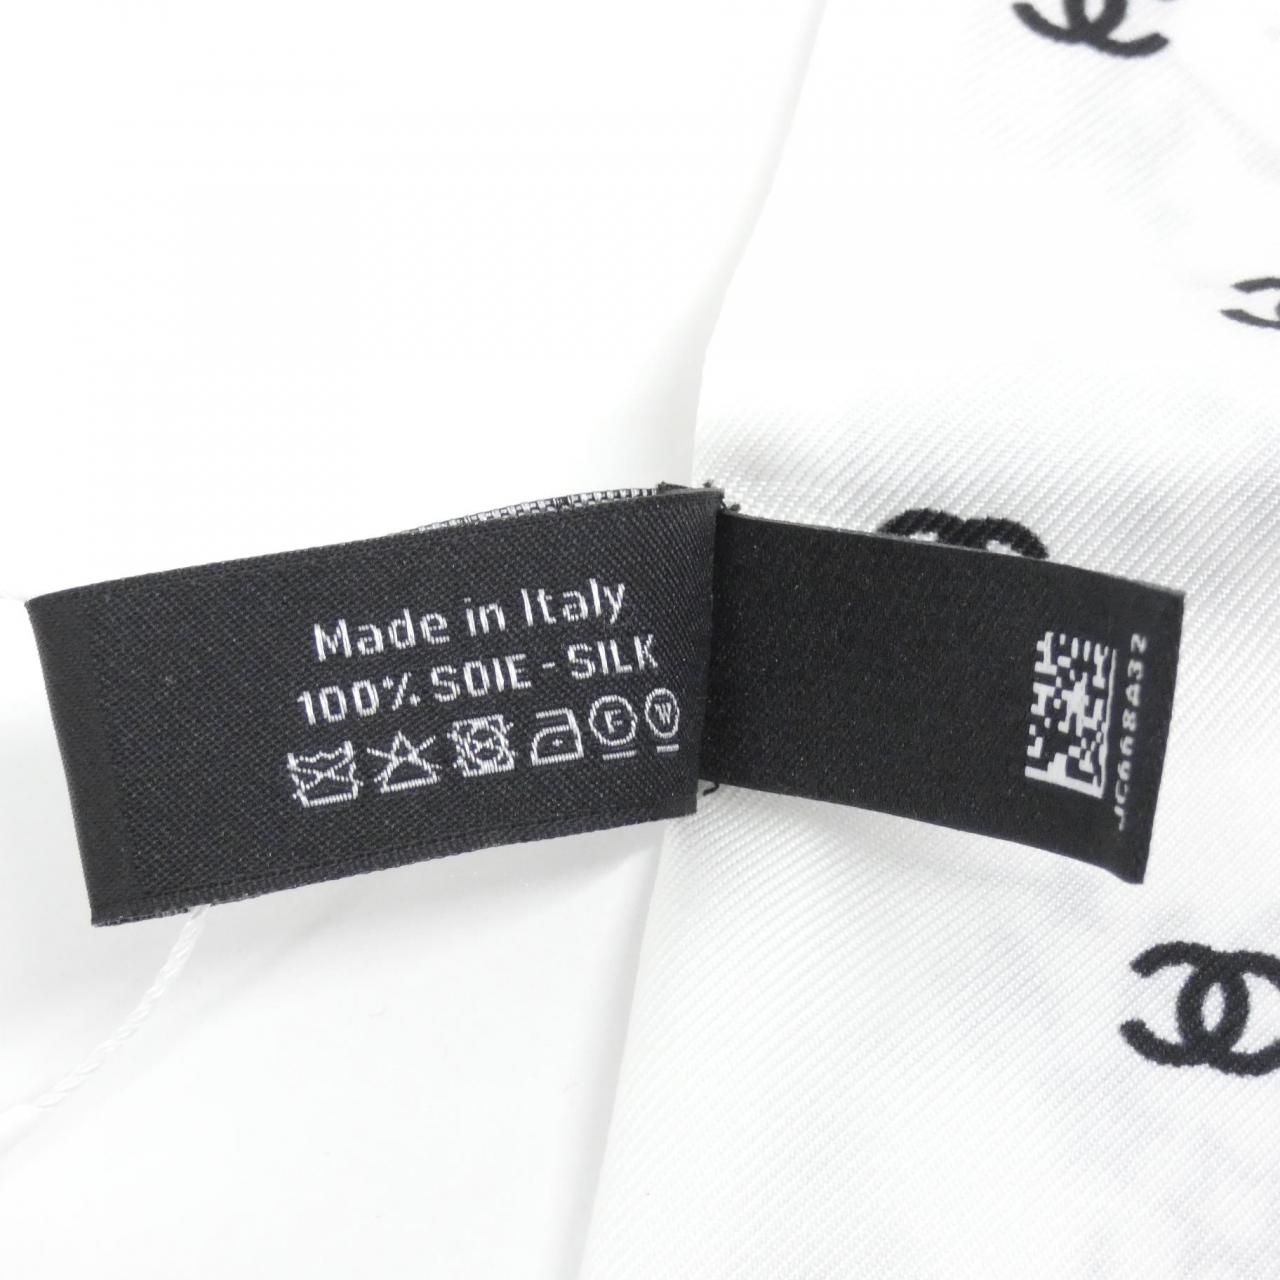 Made in Italy
100% SOIE - SILK
F W
JC668A32